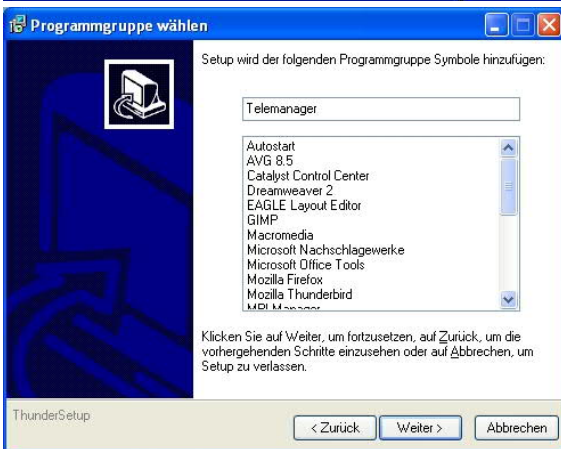 Programmgruppe wählen
Setup wird der folgenden Programmgruppe Symbole hinzufügen:
Telemanager
Autostart
AVG 8.5
Catalyst Control Center
Dreamweaver 2
EAGLE Layout Editor
GIMP
Macromedia
Microsoft Nachschlagewerke
Microsoft Office Tools
Mozilla Firefox
Mozilla Thunderbird
Klicken Sie auf Weiter, um fortzusetzen, auf Zurück, um die
vorhergehenden Schritte einzusehen oder auf Abbrechen, um
Setup zu verlassen.
ThunderSetup
< Zurück Weiter > Abbrechen